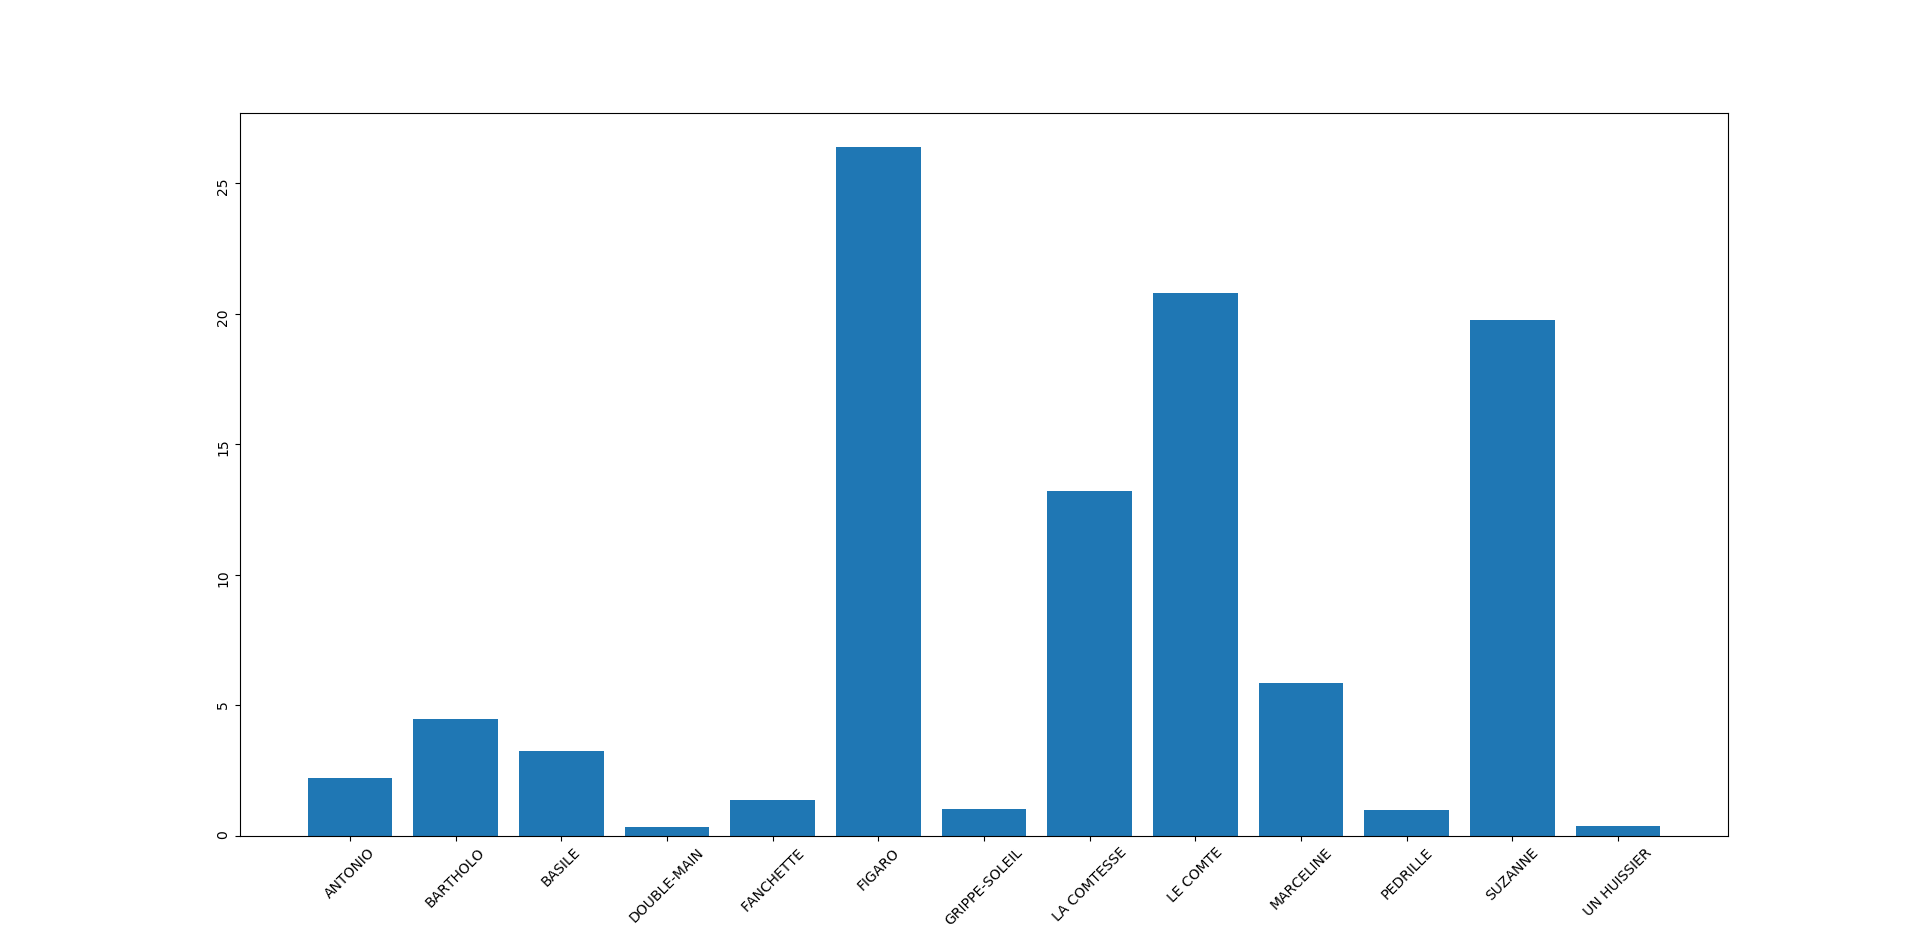 25
20
15
10
5
0
ANTONIO
BARTHOLO
BASILE
DOUBLE-MAIN
FANCHETTE
FIGARO
GRIPPE-SOLEIL
LA COMTESSE
LE COMTE
MARCELINE
PEDRILLE
SUZANNE
UN HUISSIER